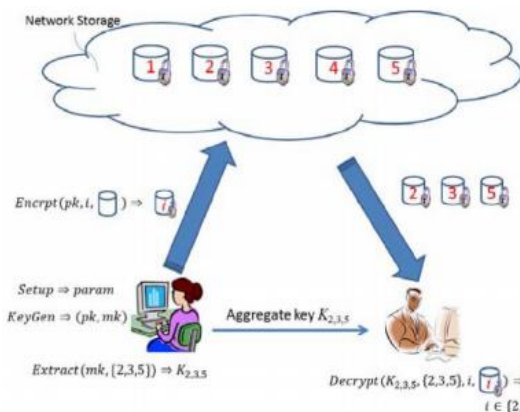 Network Storage
1 2 3 4 5
Encrpt(pk, i, ) ⇒ i
2 3 5
Setup ⇒ param
KeyGen ⇒ (pk, mk)
Aggregate key K2,3,5
Extract(mk, {2,3,5}) ⇒ K2,3,5
Decrypt(K2,3,5, {2,3,5}, i, i ) ⇒
i ∈ {2